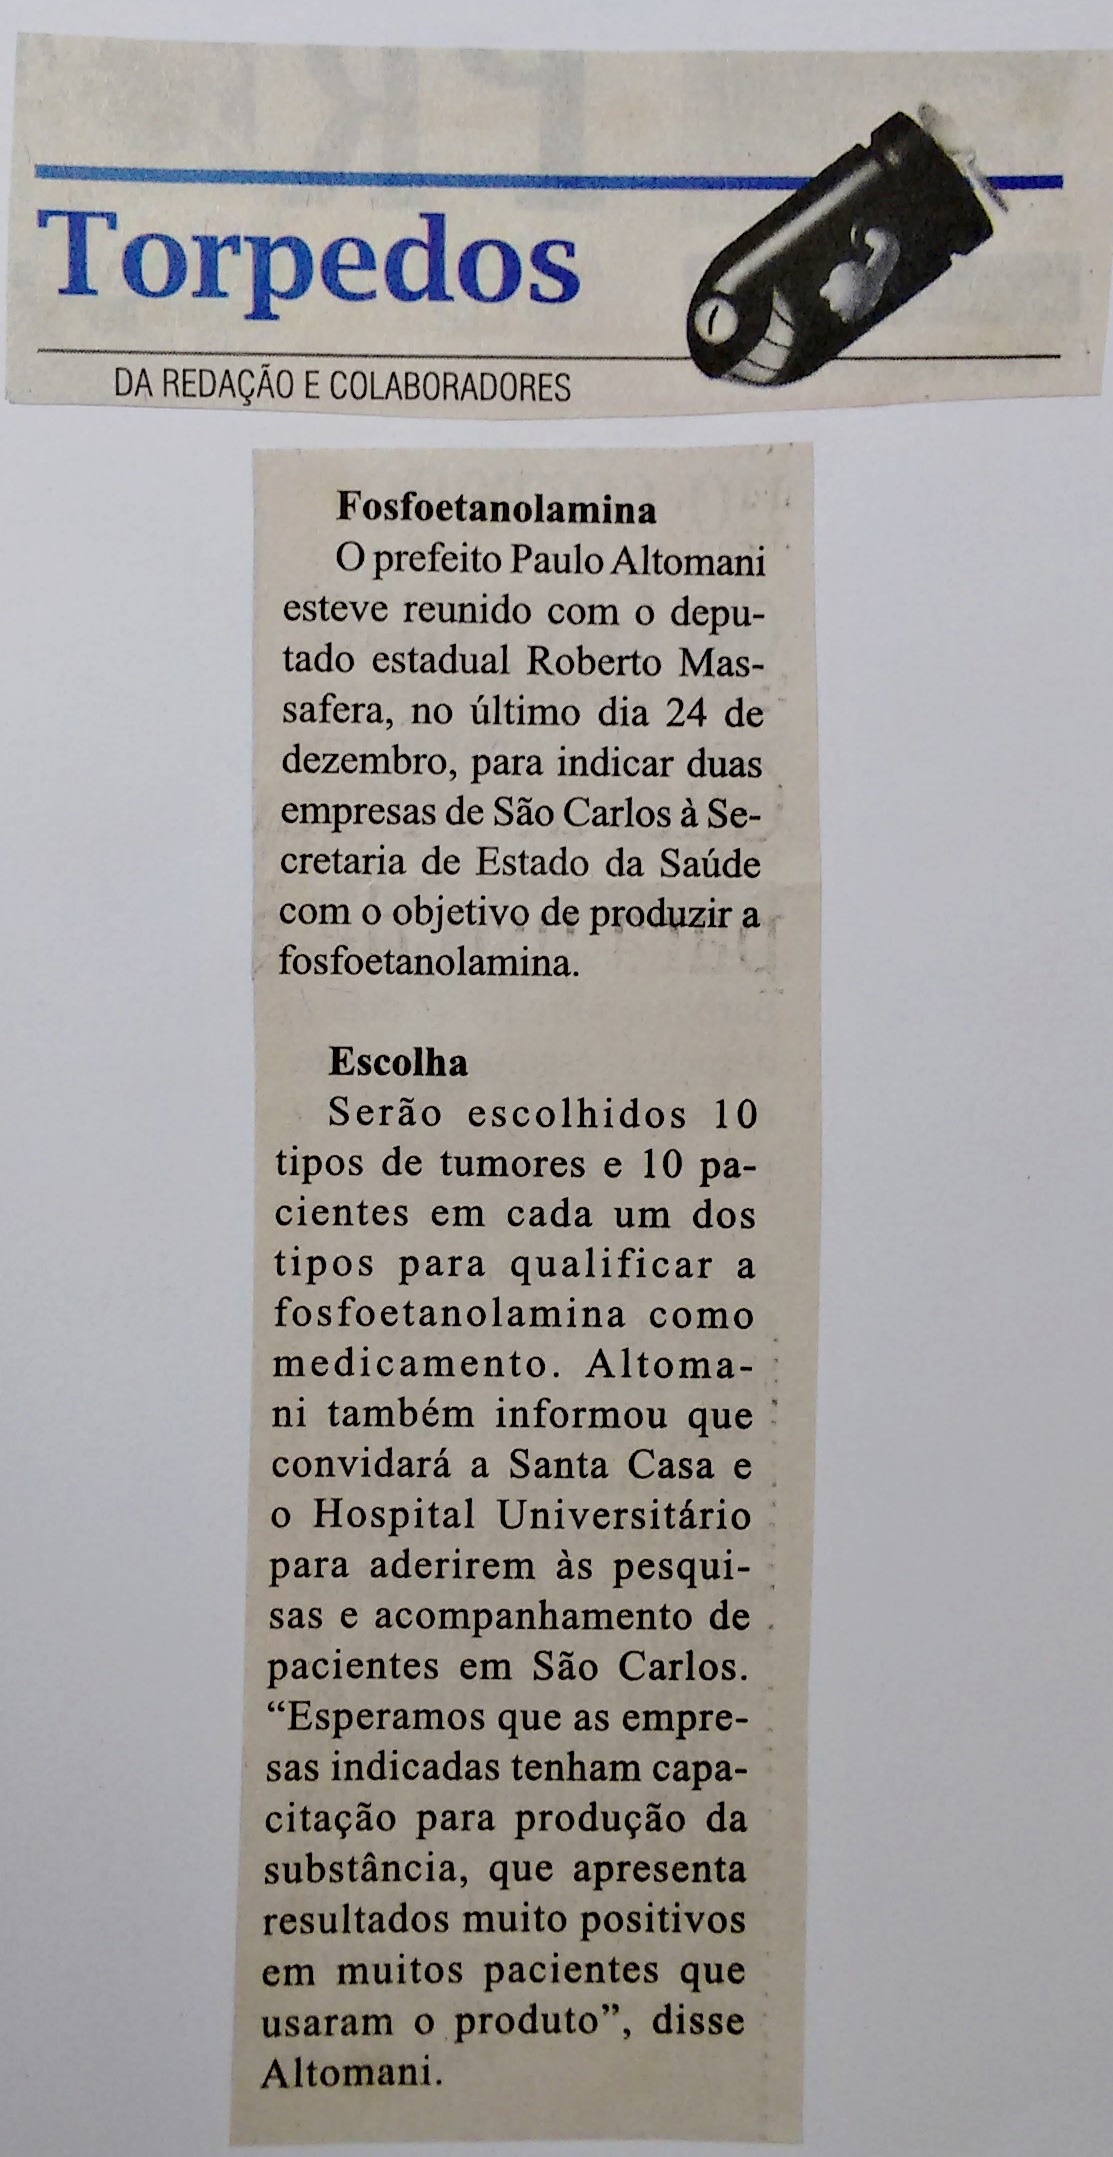 Torpedos
DA REDAÇÃO E COLABORADORES
Fosfoetanolamina
O prefeito Paulo Altomani
esteve reunido com o depu-
tado estadual Roberto Mas-
safera, no último dia 24 de
dezembro, para indicar duas
empresas de São Carlos à Se-
cretaria de Estado da Saúde
com o objetivo de produzir a
fosfoetanolamina.
Escolha
Serão escolhidos 10
tipos de tumores e 10 pa-
cientes em cada um dos
tipos para qualificar a
fosfoetanolamina como
medicamento. Altoma-
ni também informou que
convidará a Santa Casa e
o Hospital Universitário
para aderirem às pesqui-
sas e acompanhamento de
pacientes em São Carlos.
“Esperamos que as empre-
sas indicadas tenham capa-
citação para produção da
substância, que apresenta
resultados muito positivos
em muitos pacientes que
usaram o produto”, disse
Altomani.